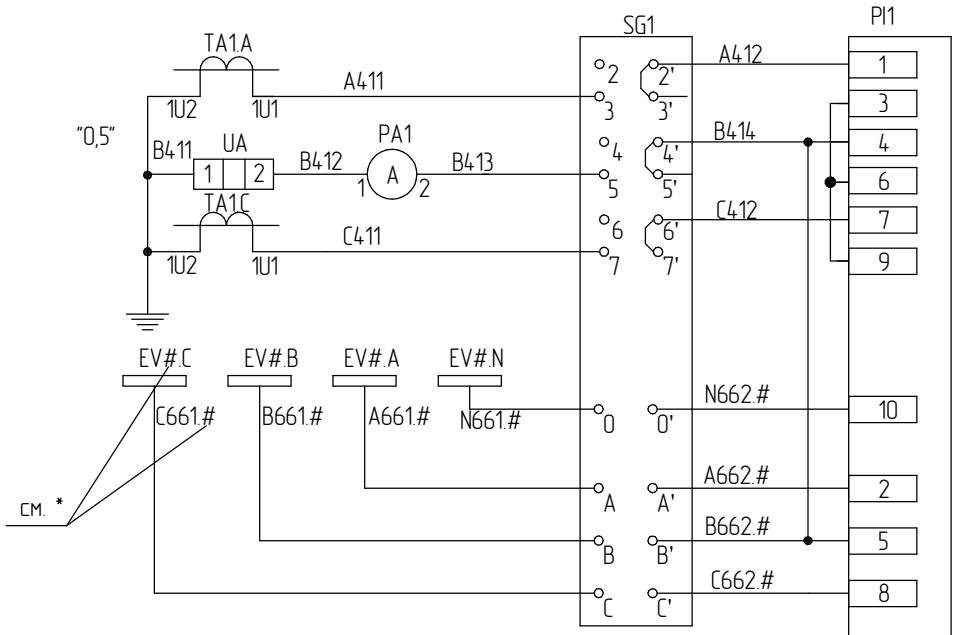 PI1
SG1
TA1.A
A412
1
A411
2
2'
1U2
1U1
3
3'
3
"0,5"
PA1
B414
B411
UA
B412
B413
4
4'
4
1
2
1
A
2
5
5'
6
TA1C
C412
C411
6
6'
7
1U2
1U1
7
7'
9
EV#.C
EV#.B
EV#.A
EV#.N
C661.#
B661.#
A661.#
N661.#
N662.#
0
0'
10
A662.#
см. *
A
A'
2
B662.#
B
B'
5
C662.#
C
C'
8